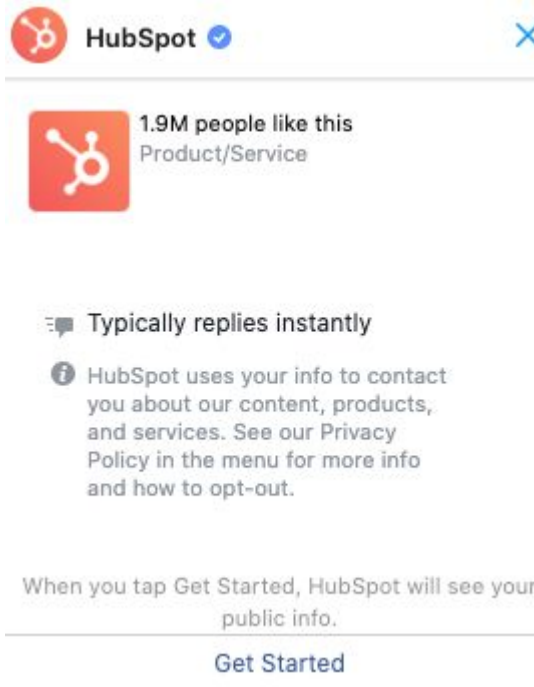 HubSpot
1.9M people like this
Product/Service
Typically replies instantly
HubSpot uses your info to contact
you about our content, products,
and services. See our Privacy
Policy in the menu for more info
and how to opt-out.
When you tap Get Started, HubSpot will see your
public info.
Get Started